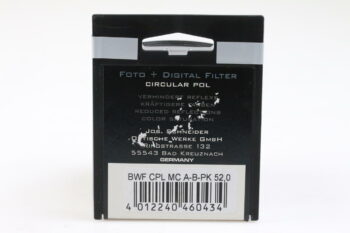 FOTO + DIGITAL FILTER
CIRCULAR POL
VERHINDERT REFLEXE
KRÄFTIGERE FARBEN
REDUCED REFLECTIONS
COLOR SATURATION
JOS. SCHNEIDER
OPTISCHE WERKE GMBH
RINGSTRASSE 132
55543 BAD KREUZNACH
GERMANY
BWF CPL MC A-B-PK 52,0
4 012240 460434